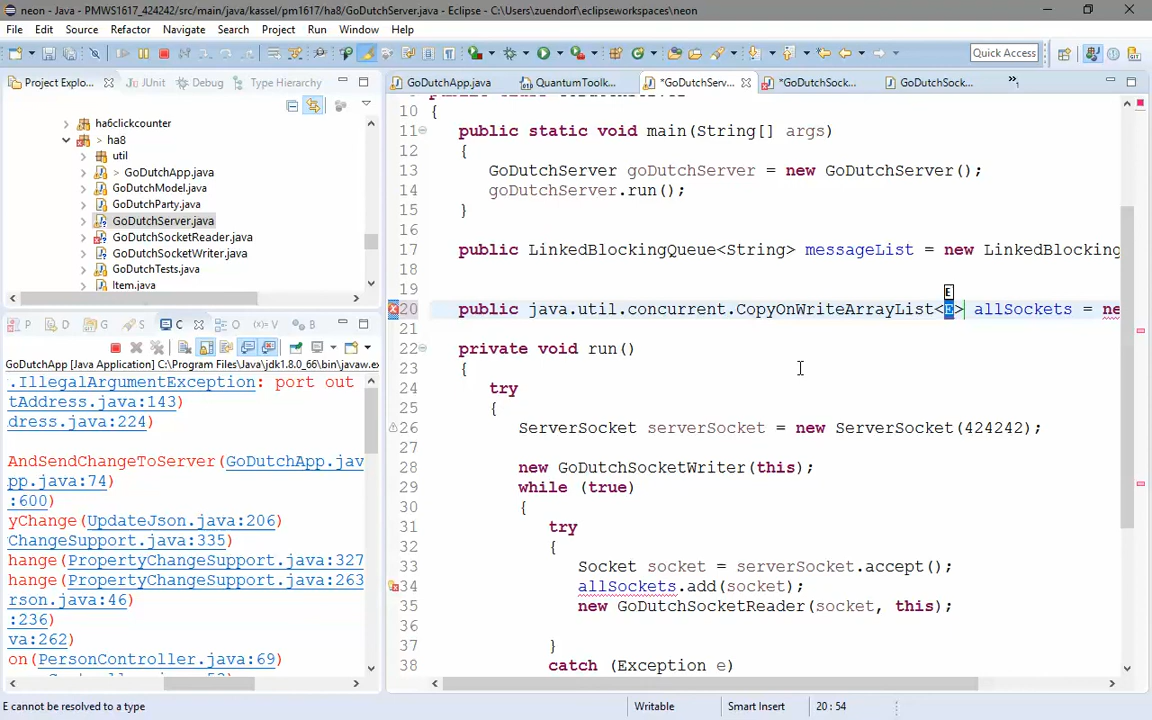 neon - Java - PMWS1617_424242/src/main/java/kassel/pm1617/ha8/GoDutchServer.java - Eclipse - C:\Users\zuendorf\eclipseworkspaces\neon
File Edit Source Refactor Navigate Search Project Run Window Help
Quick Access
Project Explo... JUnit Debug Type Hierarchy
GoDutchApp.java QuantumToolk... *GoDutchServ... *GoDutchSock... GoDutchSock... »1
ha6clickcounter
> ha8
util
> GoDutchApp.java
GoDutchModel.java
GoDutchParty.java
GoDutchServer.java
GoDutchSocketReader.java
GoDutchSocketWriter.java
GoDutchTests.java
Item.java
10 {
11 public static void main(String[] args)
12 {
13 GoDutchServer goDutchServer = new GoDutchServer();
14 goDutchServer.run();
15 }
16
17 public LinkedBlockingQueue<String> messageList = new LinkedBlocking
18
19
E
20 public java.util.concurrent.CopyOnWriteArrayList<E> allSockets = ne
21
22 private void run()
23 {
24 try
25 {
26 ServerSocket serverSocket = new ServerSocket(424242);
27
28 new GoDutchSocketWriter(this);
29 while (true)
30 {
31 try
32 {
33 Socket socket = serverSocket.accept();
34 allSockets.add(socket);
35 new GoDutchSocketReader(socket, this);
36
37 }
38 catch (Exception e)
P D G S C V B
GoDutchApp [Java Application] C:\Program Files\Java\jdk1.8.0_66\bin\javaw.ex
.IllegalArgumentException: port out
tAddress.java:143)
dress.java:224)
AndSendChangeToServer(GoDutchApp.jav
pp.java:74)
:600)
yChange(UpdateJson.java:206)
ChangeSupport.java:335)
hange(PropertyChangeSupport.java:327
hange(PropertyChangeSupport.java:263
rson.java:46)
:236)
va:262)
on(PersonController.java:69)
E cannot be resolved to a type
Writable Smart Insert 20 : 54